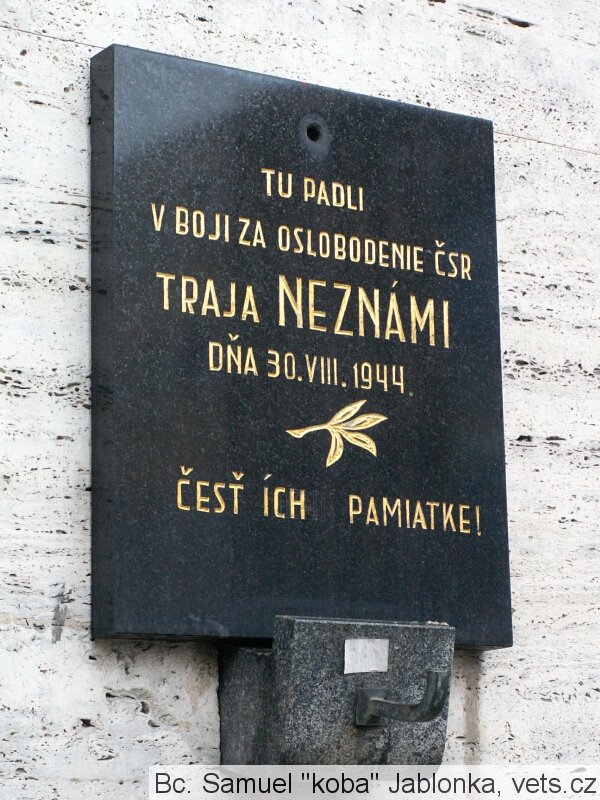 TU PADLI
V BOJI ZA OSLOBODENIE ČSR
TRAJA NEZNÁMI
DŇA 30.VIII.1944
ČESŤ ÍCH PAMIATKE!
Bc. Samuel "koba" Jablonka, vets.cz